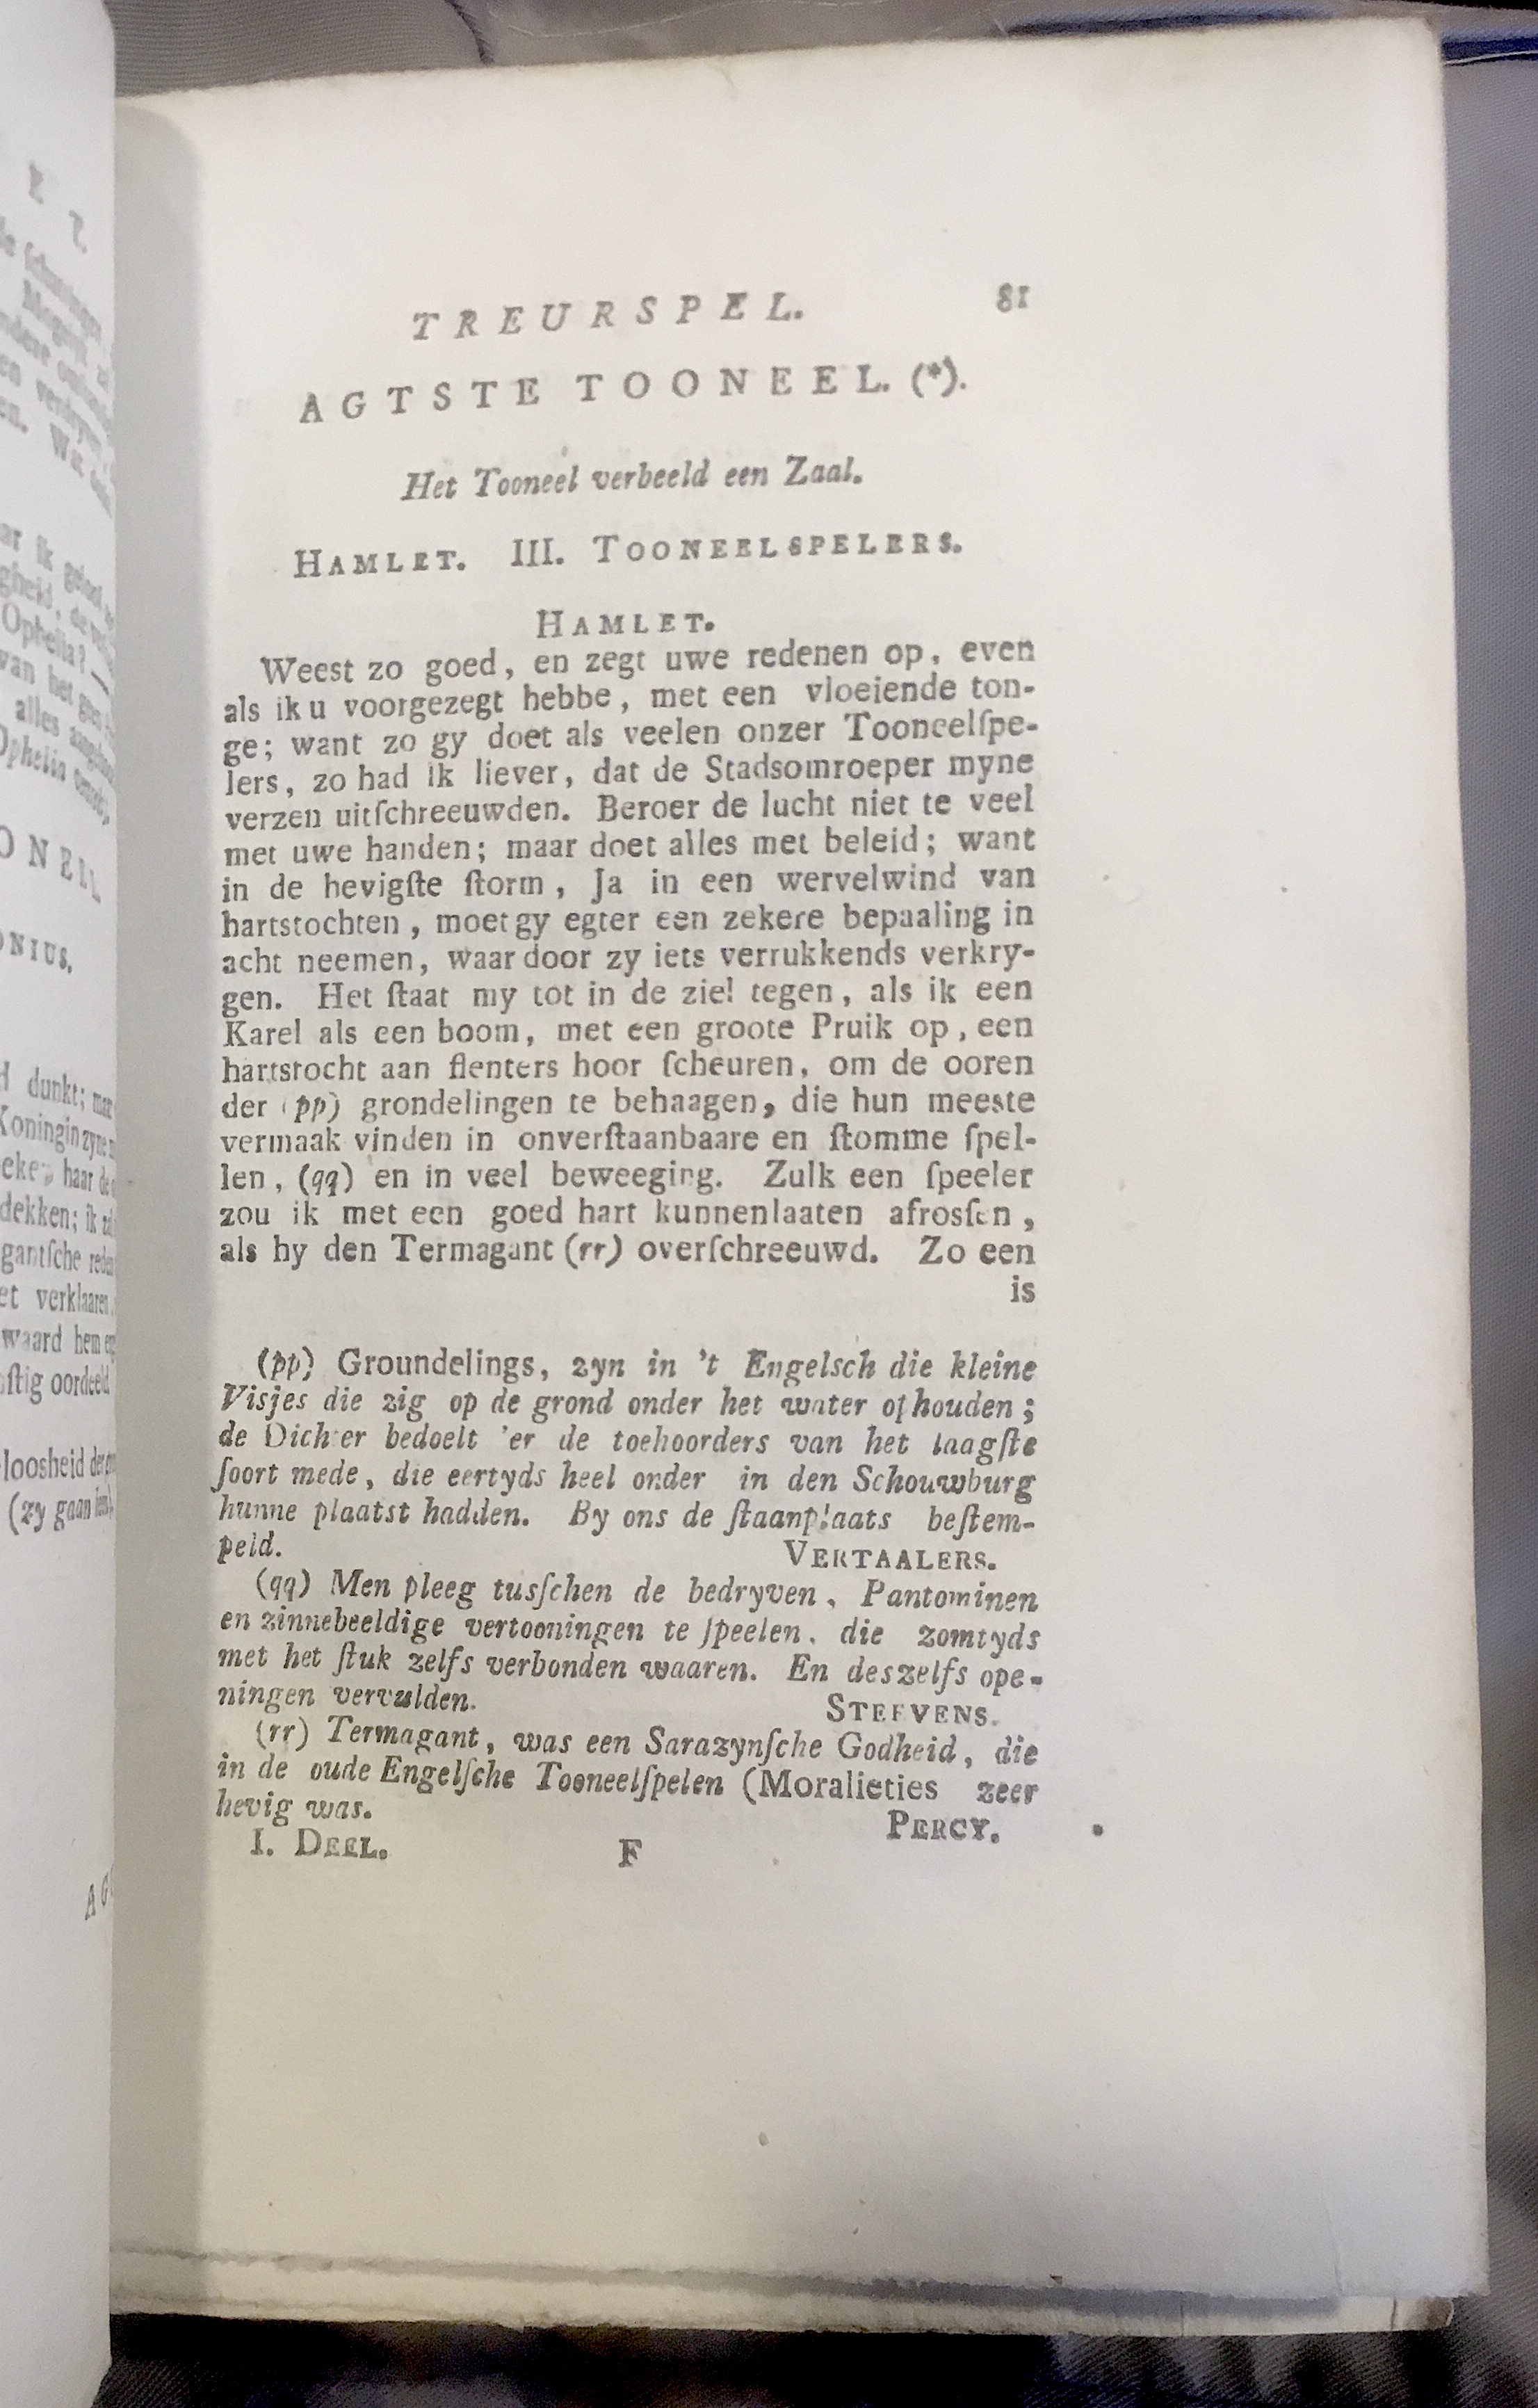 TREURSPEL. 81
AGTSTE TOONEEL. (*).
Het Tooneel verbeeld een Zaal.
HAMLET. III. TOONEELSPELERS.
HAMLET.
Weest zo goed, en zegt uwe redenen op, even
als ik u voorgezegt hebbe, met een vloeiende ton-
ge; want zo gy doet als veelen onzer Tooneelſpe-
lers, zo had ik liever, dat de Stadsomroeper myne
verzen uitſchreeuwden. Beroer de lucht niet te veel
met uwe handen; maar doet alles met beleid; want
in de hevigſte ſtorm, Ja in een wervelwind van
hartstochten, moet gy egter een zekere bepaaling in
acht neemen, waar door zy iets verrukkends verkry-
gen. Het ſtaat my tot in de ziel tegen, als ik een
Karel als een boom, met een groote Pruik op, een
hartstocht aan flenters hoor ſcheuren, om de ooren
der (pp) grondelingen te behaagen, die hun meeste
vermaak vinden in onverſtaanbaare en ſtomme ſpel-
len, (qq) en in veel beweeging. Zulk een ſpeeler
zou ik met een goed hart kunnen laaten afrosſen,
als hy den Termagant (rr) overſchreeuwd. Zo een
is
(pp) Groundelings, zyn in 't Engelsch die kleine
Visjes die zig op de grond onder het water ophouden;
de Dichter bedoelt 'er de toehoorders van het laagſte
ſoort mede, die eertyds heel onder in den Schouwburg
hunne plaatst hadden. By ons de ſtaanplaats beſtem-
peld. VERTAALERS.
(qq) Men pleeg tusſchen de bedryven, Pantominen
en zinnebeeldige vertooningen te ſpeelen, die zomtyds
met het ſtuk zelfs verbonden waaren. En deszelfs ope-
ningen vervulden. STEEVENS.
(rr) Termagant, was een Sarazynſche Godheid, die
in de oude Engelſche Tooneelſpelen (Moralieties zeer
hevig was. PERCY.
I. DEEL. F